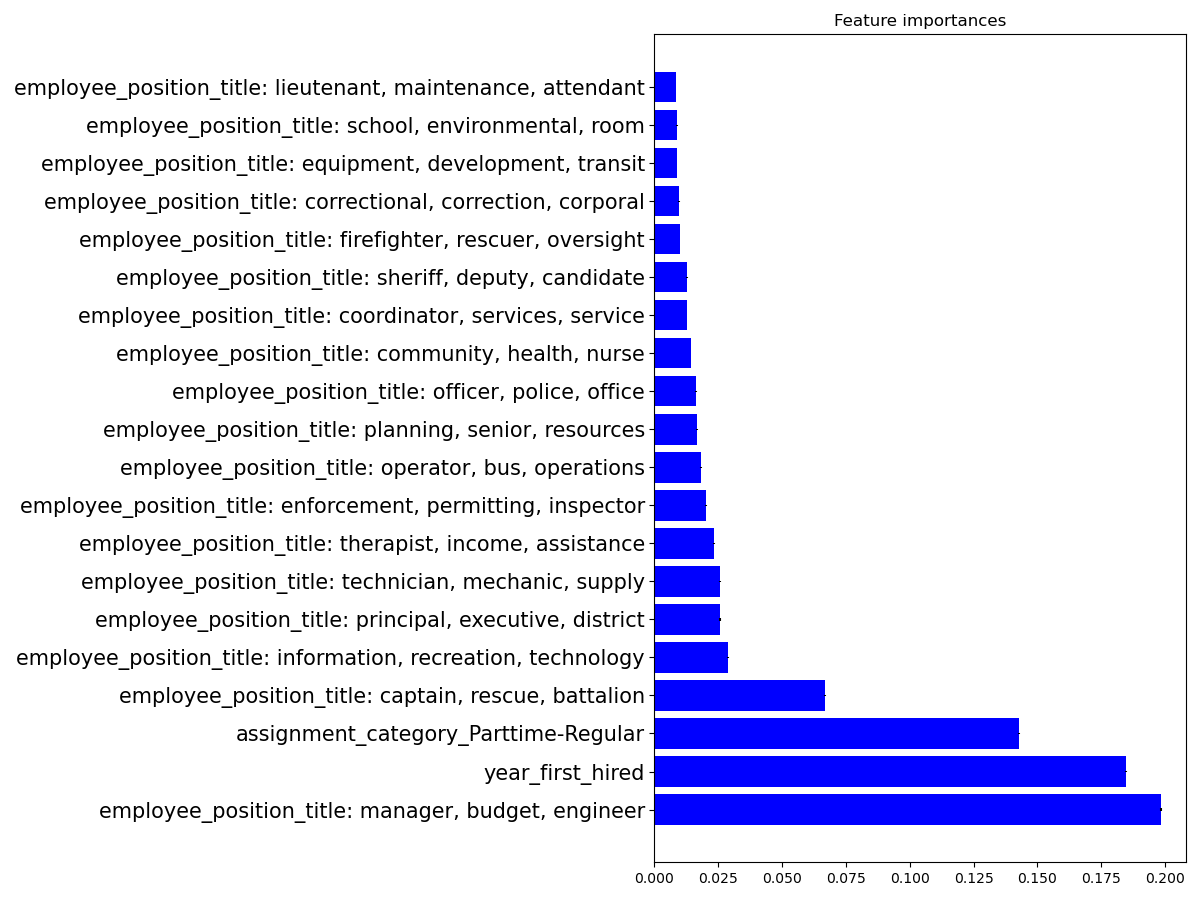 Feature importances
employee_position_title: lieutenant, maintenance, attendant
employee_position_title: school, environmental, room
employee_position_title: equipment, development, transit
employee_position_title: correctional, correction, corporal
employee_position_title: firefighter, rescuer, oversight
employee_position_title: sheriff, deputy, candidate
employee_position_title: coordinator, services, service
employee_position_title: community, health, nurse
employee_position_title: officer, police, office
employee_position_title: planning, senior, resources
employee_position_title: operator, bus, operations
employee_position_title: enforcement, permitting, inspector
employee_position_title: therapist, income, assistance
employee_position_title: technician, mechanic, supply
employee_position_title: principal, executive, district
employee_position_title: information, recreation, technology
employee_position_title: captain, rescue, battalion
assignment_category_Parttime-Regular
year_first_hired
employee_position_title: manager, budget, engineer
0.000 0.025 0.050 0.075 0.100 0.125 0.150 0.175 0.200